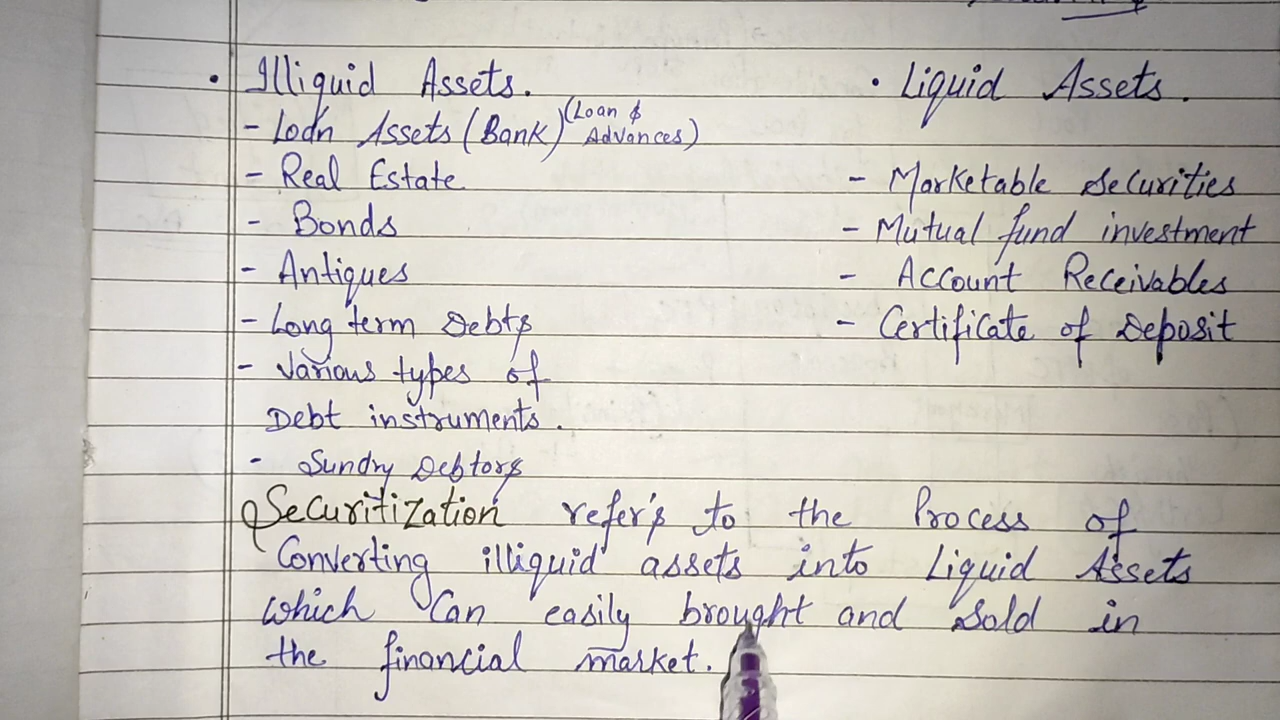 • Illiquid Assets.
- Loan Assets (Bank) (Loan & Advances)
- Real Estate
- Bonds
- Antiques
- Long term Debts
- Various types of
Debt instruments.
- Sundry Debtors
• Liquid Assets.
- Marketable Securities
- Mutual fund investment
- Account Receivables
- Certificate of Deposit
Securitization refer's to the Process of
Converting illiquid assets into Liquid Assets
which Can easily brought and Sold in
the financial market.